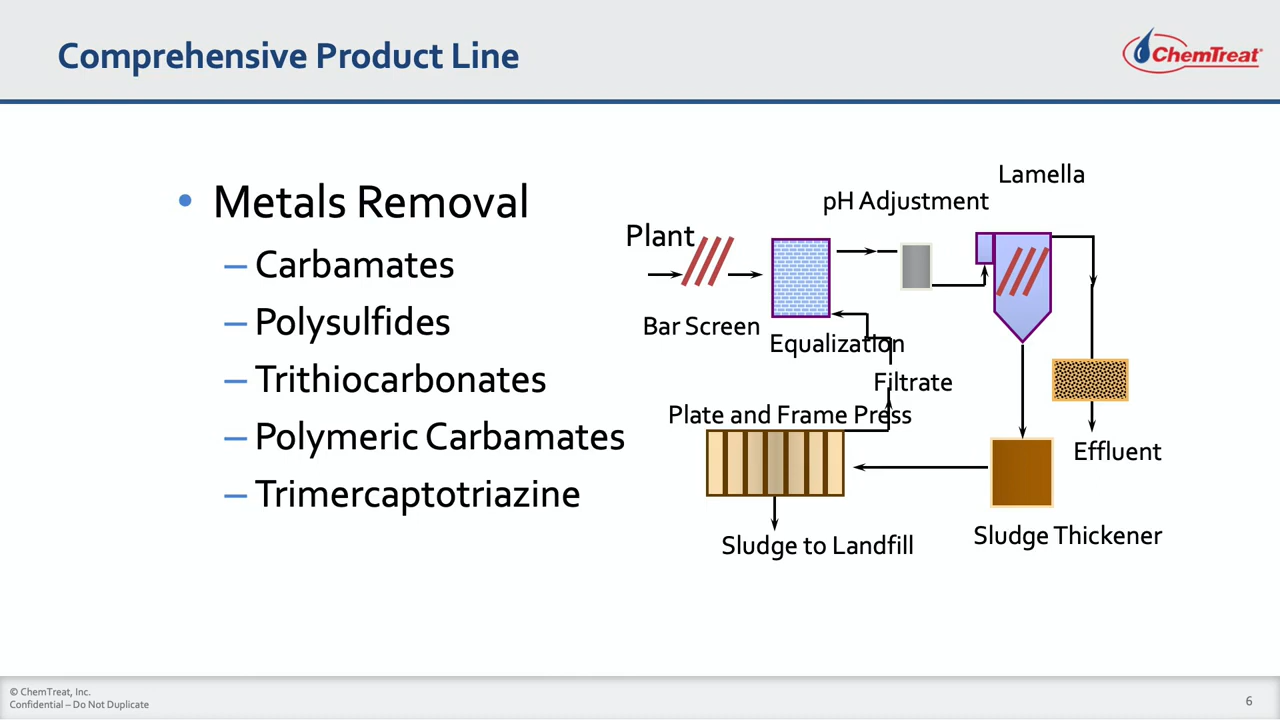 Comprehensive Product Line
ChemTreat
• Metals Removal
– Carbamates
– Polysulfides
– Trithiocarbonates
– Polymeric Carbamates
– Trimercaptotriazine
Lamella
pH Adjustment
Plant
Bar Screen
Equalization
Filtrate
Plate and Frame Press
Effluent
Sludge Thickener
Sludge to Landfill
© ChemTreat, Inc.
Confidential – Do Not Duplicate
6